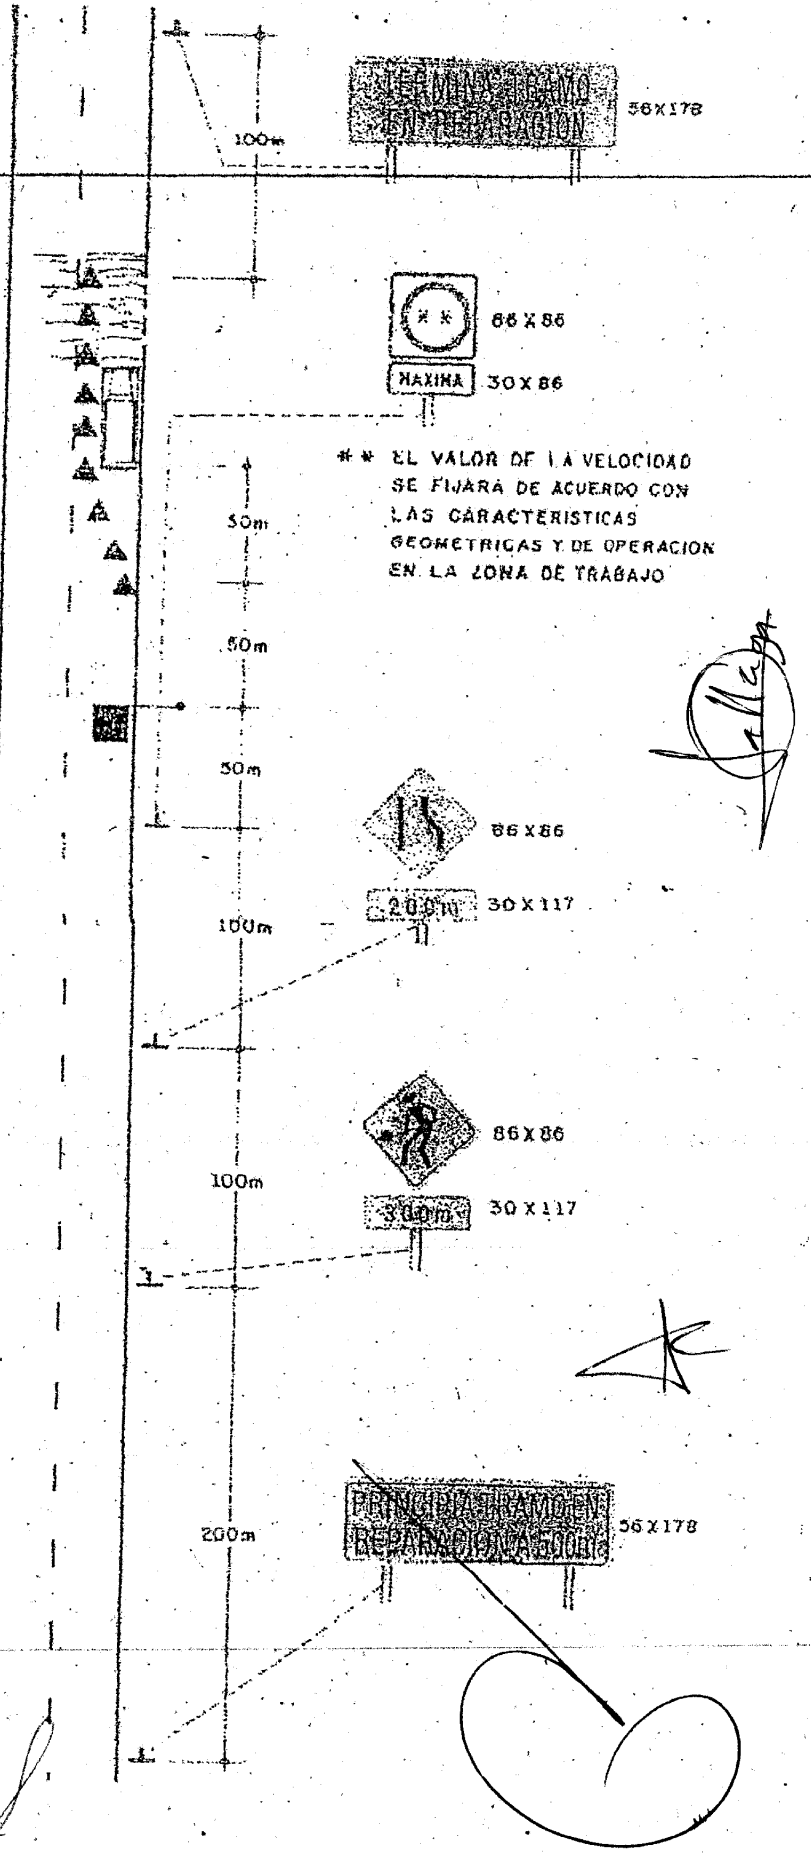 TERMINA TRAMO
EN REPARACION
56X178
100m
* *
86X86
MAXIMA
30X86
* * EL VALOR DE LA VELOCIDAD
SE FIJARA DE ACUERDO CON
LAS CARACTERISTICAS
GEOMETRICAS Y DE OPERACION
EN LA ZONA DE TRABAJO
50m
50m
50m
86X86
200m
30X117
100m
86X86
100m
300m
30X117
PRINCIPIA TRAMO EN
REPARACION A 500m
56X178
200m